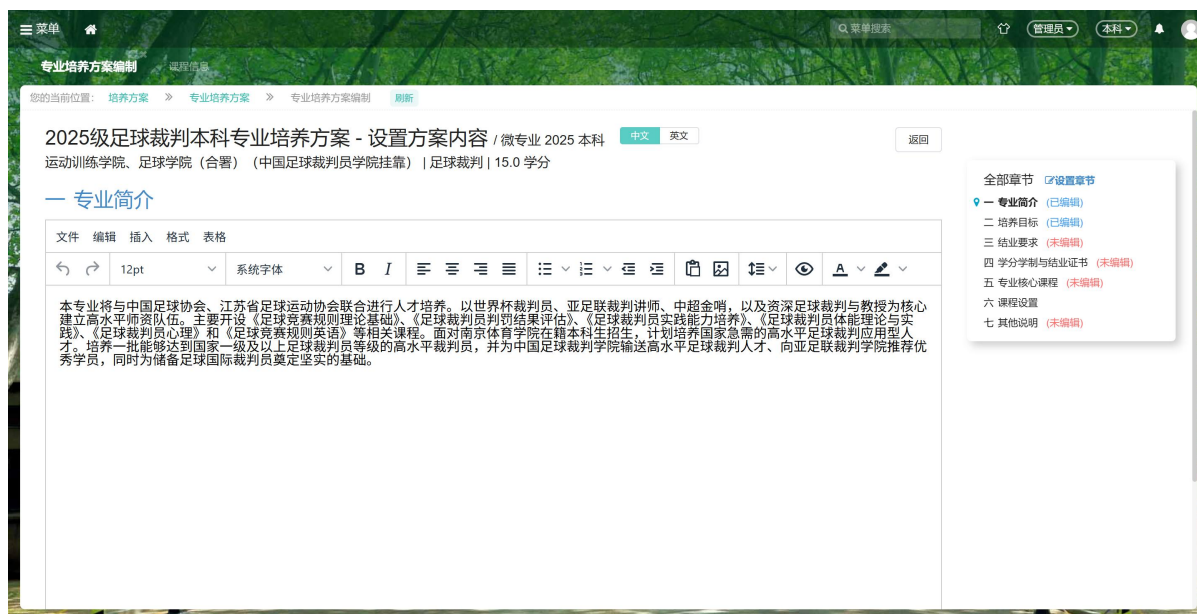 菜单
菜单搜索
管理员
本科
专业培养方案编制
课程信息
您的当前位置： 培养方案 》 专业培养方案 》 专业培养方案编制 刷新
2025级足球裁判本科专业培养方案 - 设置方案内容 / 微专业 2025 本科 中文 英文
返回
运动训练学院、足球学院（合署）（中国足球裁判员学院挂靠）| 足球裁判 | 15.0 学分
一 专业简介
文件 编辑 插入 格式 表格
12pt 系统字体 B I A
本专业将与中国足球协会、江苏省足球运动协会联合进行人才培养。以世界杯裁判员、亚足联裁判讲师、中超金哨，以及资深足球裁判与教授为核心
建立高水平师资队伍。主要开设《足球竞赛规则理论基础》、《足球裁判员判罚结果评估》、《足球裁判员实践能力培养》、《足球裁判员体能理论与实
践》、《足球裁判员心理》和《足球竞赛规则英语》等相关课程。面对南京体育学院在籍本科生招生，计划培养国家急需的高水平足球裁判应用型人
才。培养一批能够达到国家一级及以上足球裁判员等级的高水平裁判员，并为中国足球裁判学院输送高水平足球裁判人才、向亚足联裁判学院推荐优
秀学员，同时为储备足球国际裁判员奠定坚实的基础。
全部章节 设置章节
一 专业简介 (已编辑)
二 培养目标 (已编辑)
三 结业要求 (未编辑)
四 学分学制与结业证书 (未编辑)
五 专业核心课程 (未编辑)
六 课程设置
七 其他说明 (未编辑)